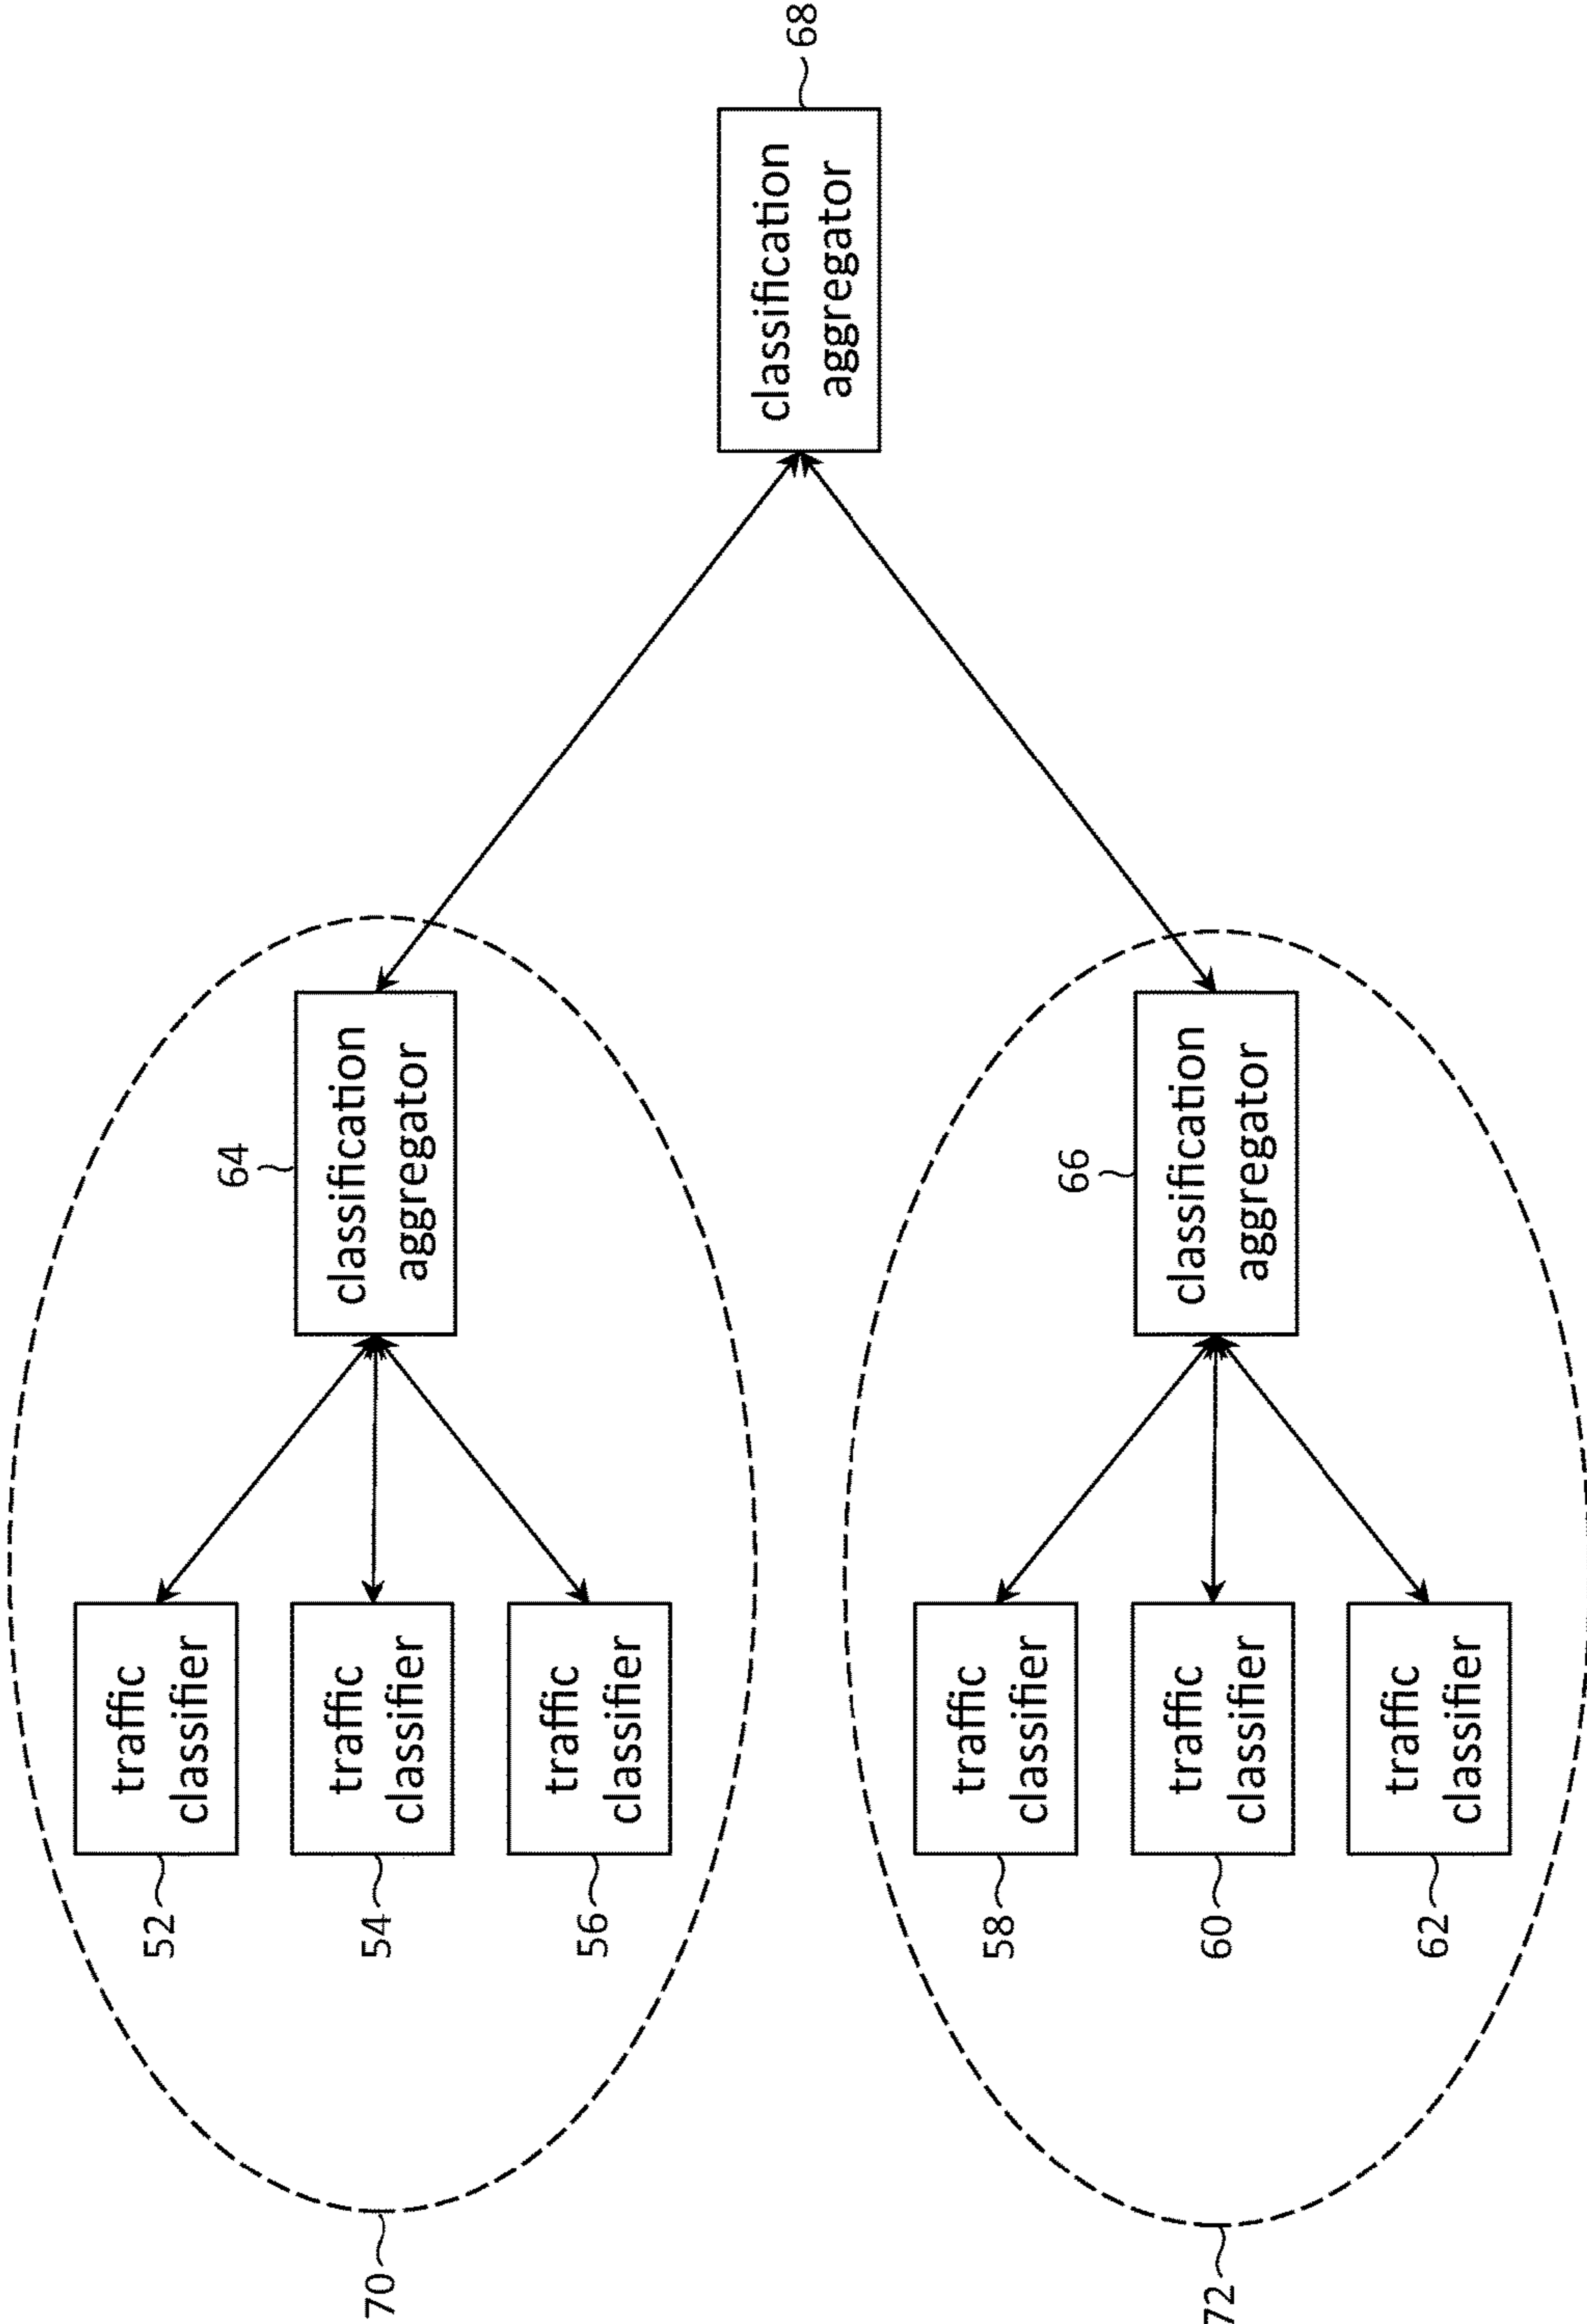 52
traffic
classifier
54
traffic
classifier
56
traffic
classifier
70
64
classification
aggregator
68
classification
aggregator
58
traffic
classifier
60
traffic
classifier
62
traffic
classifier
72
66
classification
aggregator